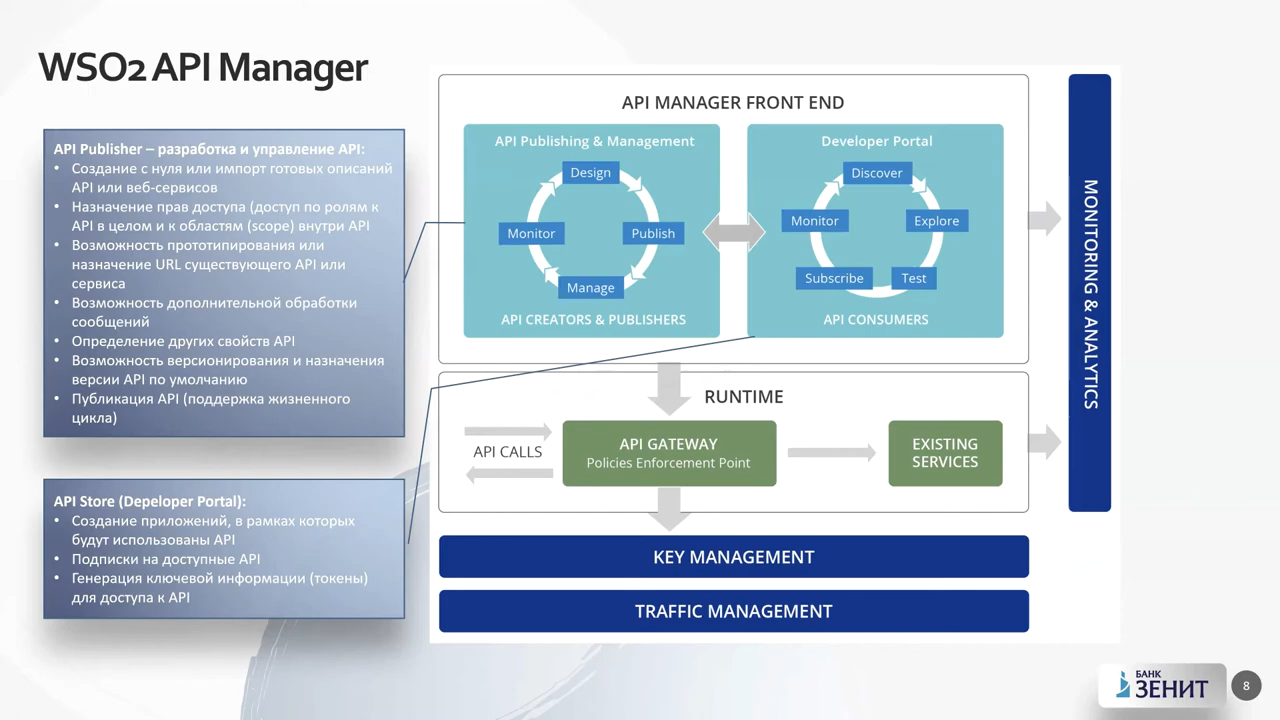 WSO2 API Manager
API Publisher – разработка и управление API:
• Создание с нуля или импорт готовых описаний
API или веб-сервисов
• Назначение прав доступа (доступ по ролям к
API в целом и к областям (scope) внутри API
• Возможность прототипирования или
назначение URL существующего API или
сервиса
• Возможность дополнительной обработки
сообщений
• Определение других свойств API
• Возможность версионирования и назначения
версии API по умолчанию
• Публикация API (поддержка жизненного
цикла)
API Store (Depeloper Portal):
• Создание приложений, в рамках которых
будут использованы API
• Подписки на доступные API
• Генерация ключевой информации (токены)
для доступа к API
API MANAGER FRONT END
API Publishing & Management
Design
Monitor
Publish
Manage
API CREATORS & PUBLISHERS
Developer Portal
Discover
Monitor
Explore
Subscribe
Test
API CONSUMERS
RUNTIME
API CALLS
API GATEWAY
Policies Enforcement Point
EXISTING
SERVICES
KEY MANAGEMENT
TRAFFIC MANAGEMENT
MONITORING & ANALYTICS
БАНК
ЗЕНИТ
8